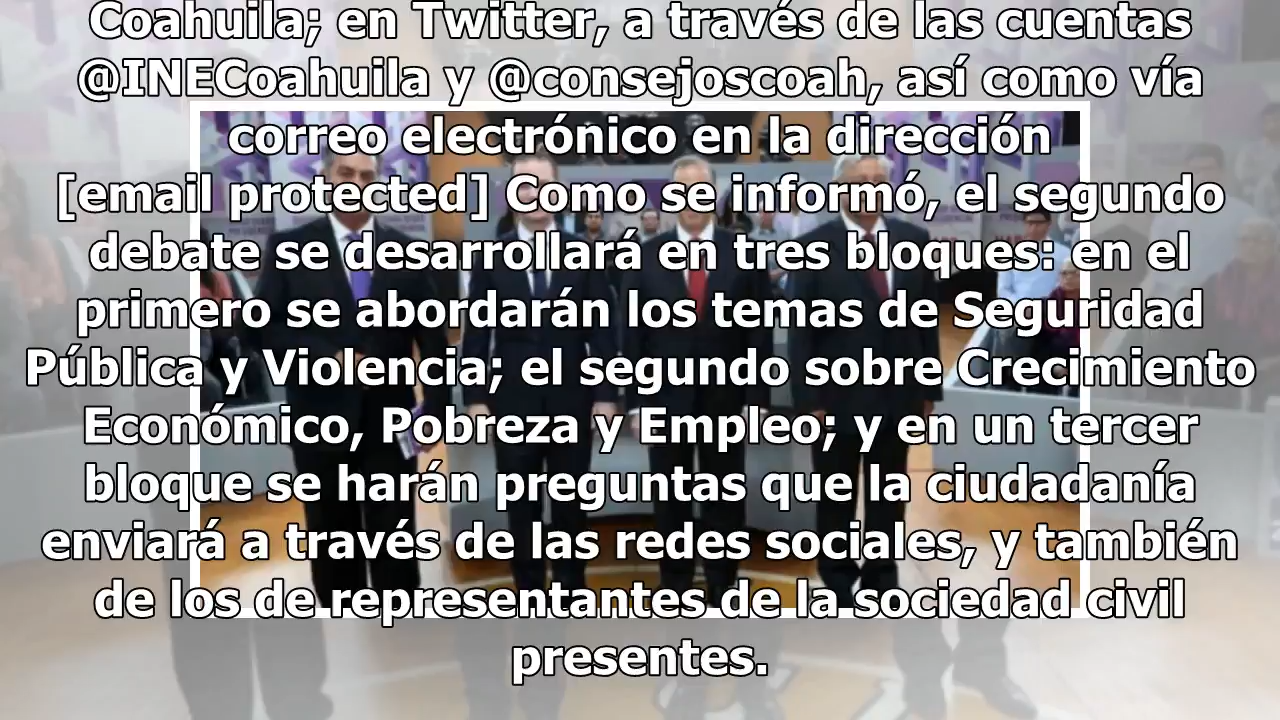 Coahuila; en Twitter, a través de las cuentas
@INECoahuila y @consejoscoah, así como vía
correo electrónico en la dirección
[email protected] Como se informó, el segundo
debate se desarrollará en tres bloques: en el
primero se abordarán los temas de Seguridad
Pública y Violencia; el segundo sobre Crecimiento
Económico, Pobreza y Empleo; y en un tercer
bloque se harán preguntas que la ciudadanía
enviará a través de las redes sociales, y también
de los de representantes de la sociedad civil
presentes.